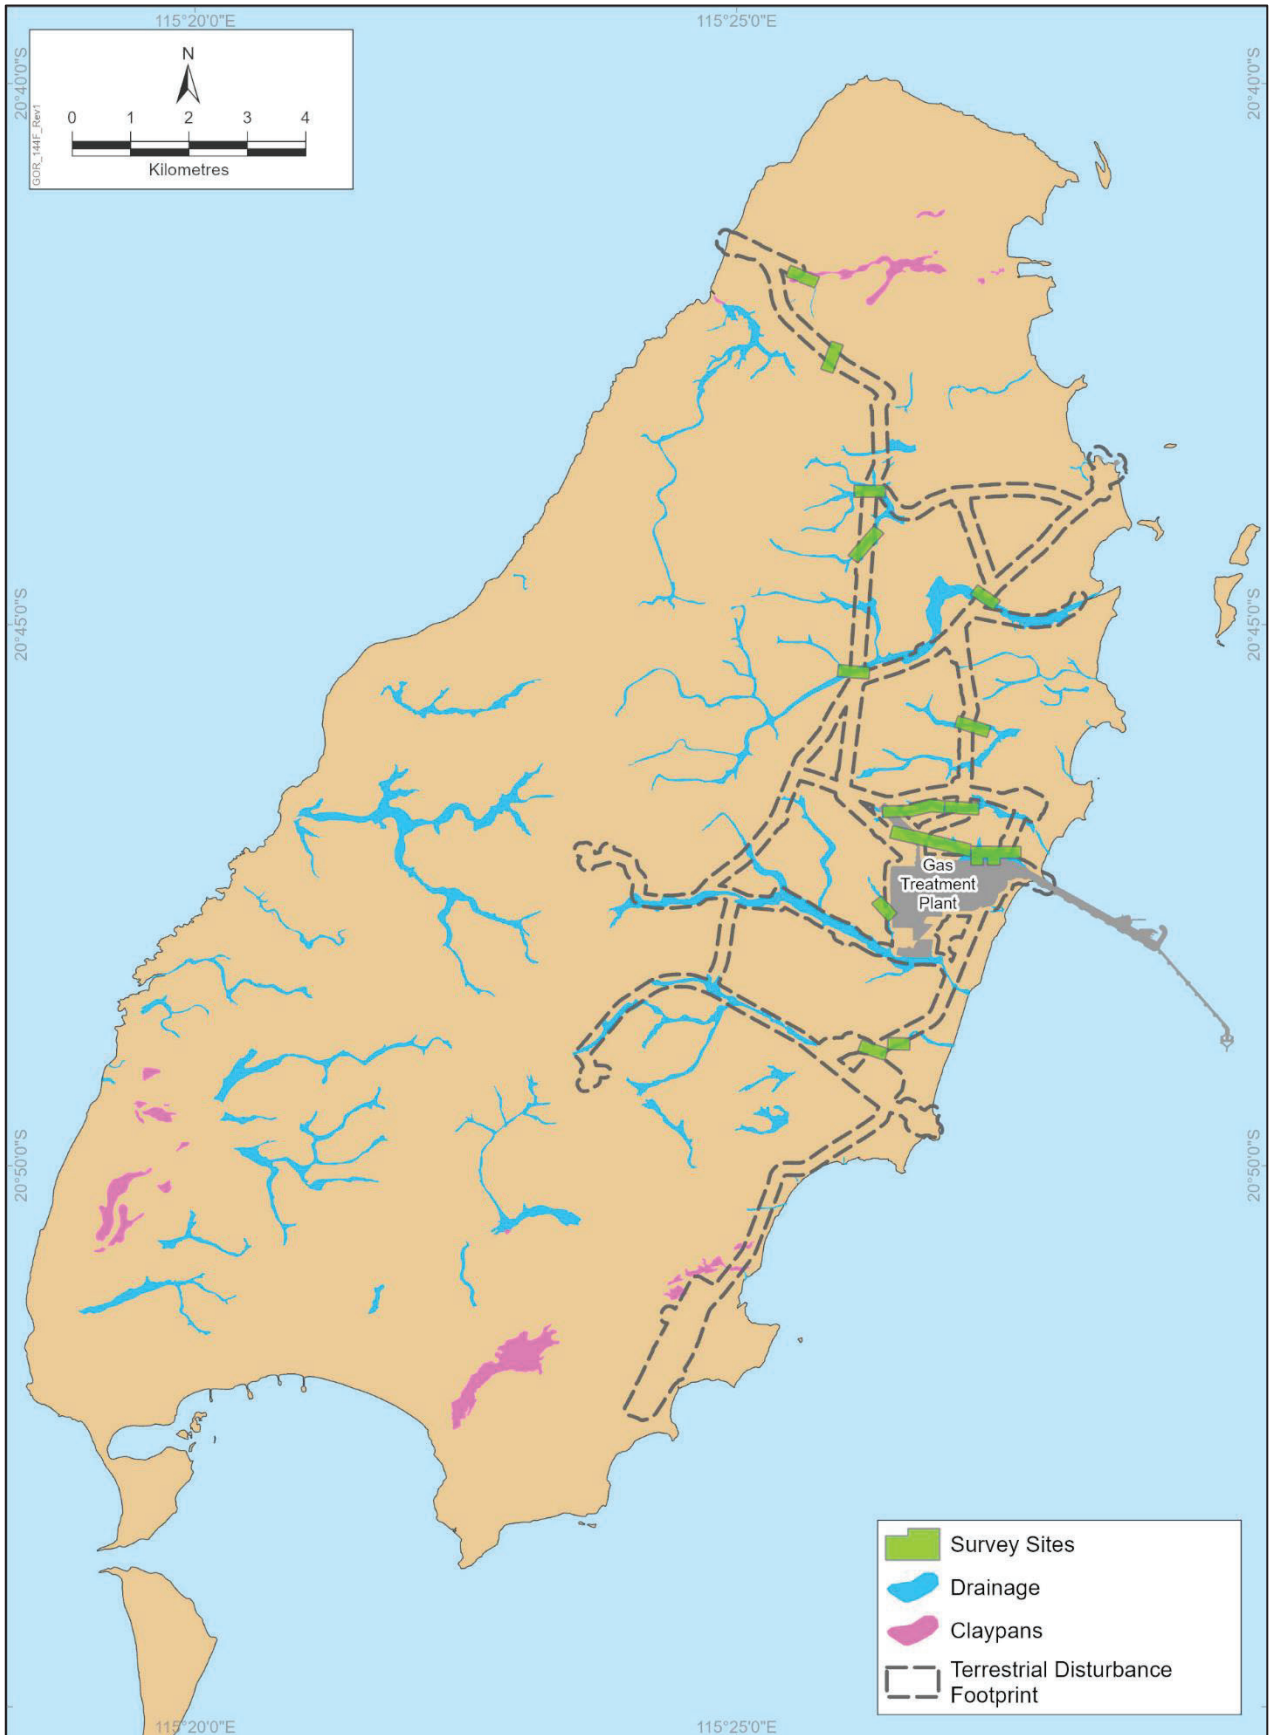 115°20'0"E
115°25'0"E
20°40'0"S
20°40'0"S
N
0 1 2 3 4
Kilometres
GOR_144F_Rev1
20°45'0"S
20°45'0"S
Gas
Treatment
Plant
20°50'0"S
20°50'0"S
Survey Sites
Drainage
Claypans
Terrestrial Disturbance
Footprint
115°20'0"E
115°25'0"E